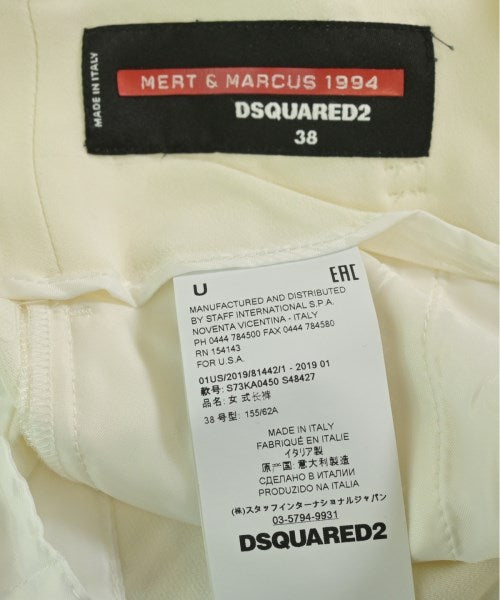 MADE IN ITALY
MERT & MARCUS 1994
DSQUARED2
38
U
EAC
MANUFACTURED AND DISTRIBUTED
BY STAFF INTERNATIONAL S.P.A.
NOVENTA VICENTINA - ITALY
PH 0444 784500 FAX 0444 784580
RN 154143
FOR U.S.A.
01US/2019/81442/1 - 2019 01
款号: S73KA0450 S48427
品名: 女式长裤
38 号型: 155/62A
MADE IN ITALY
FABRIQUÉ EN ITALIE
イタリア製
原产国: 意大利製造
СДЕЛАНО В ИТАЛИИ
PRODUZIDO NA ITALIA
(株)スタッフインターナショナルジャパン
03-5794-9931
DSQUARED2